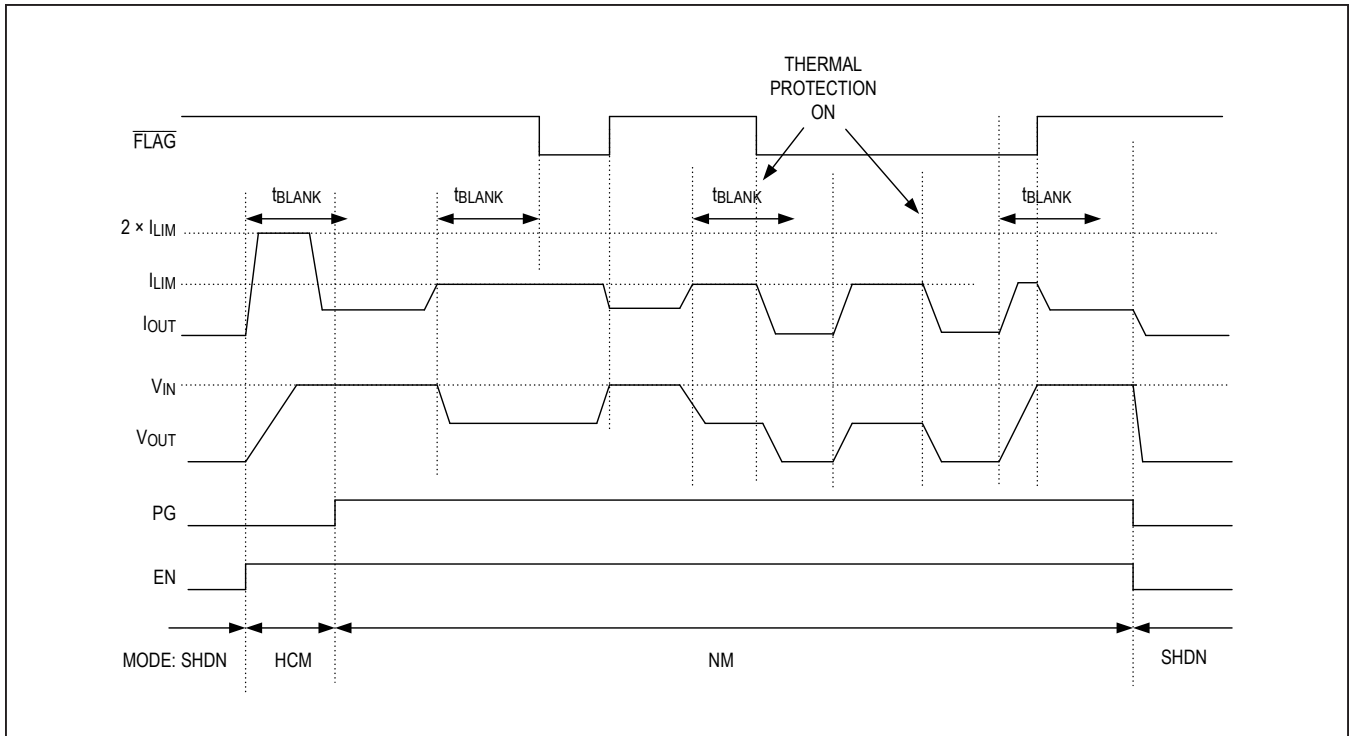 THERMAL
PROTECTION
ON
FLAG
tBLANK
tBLANK
tBLANK
tBLANK
2 × ILIM
ILIM
IOUT
VIN
VOUT
PG
EN
MODE: SHDN
HCM
NM
SHDN